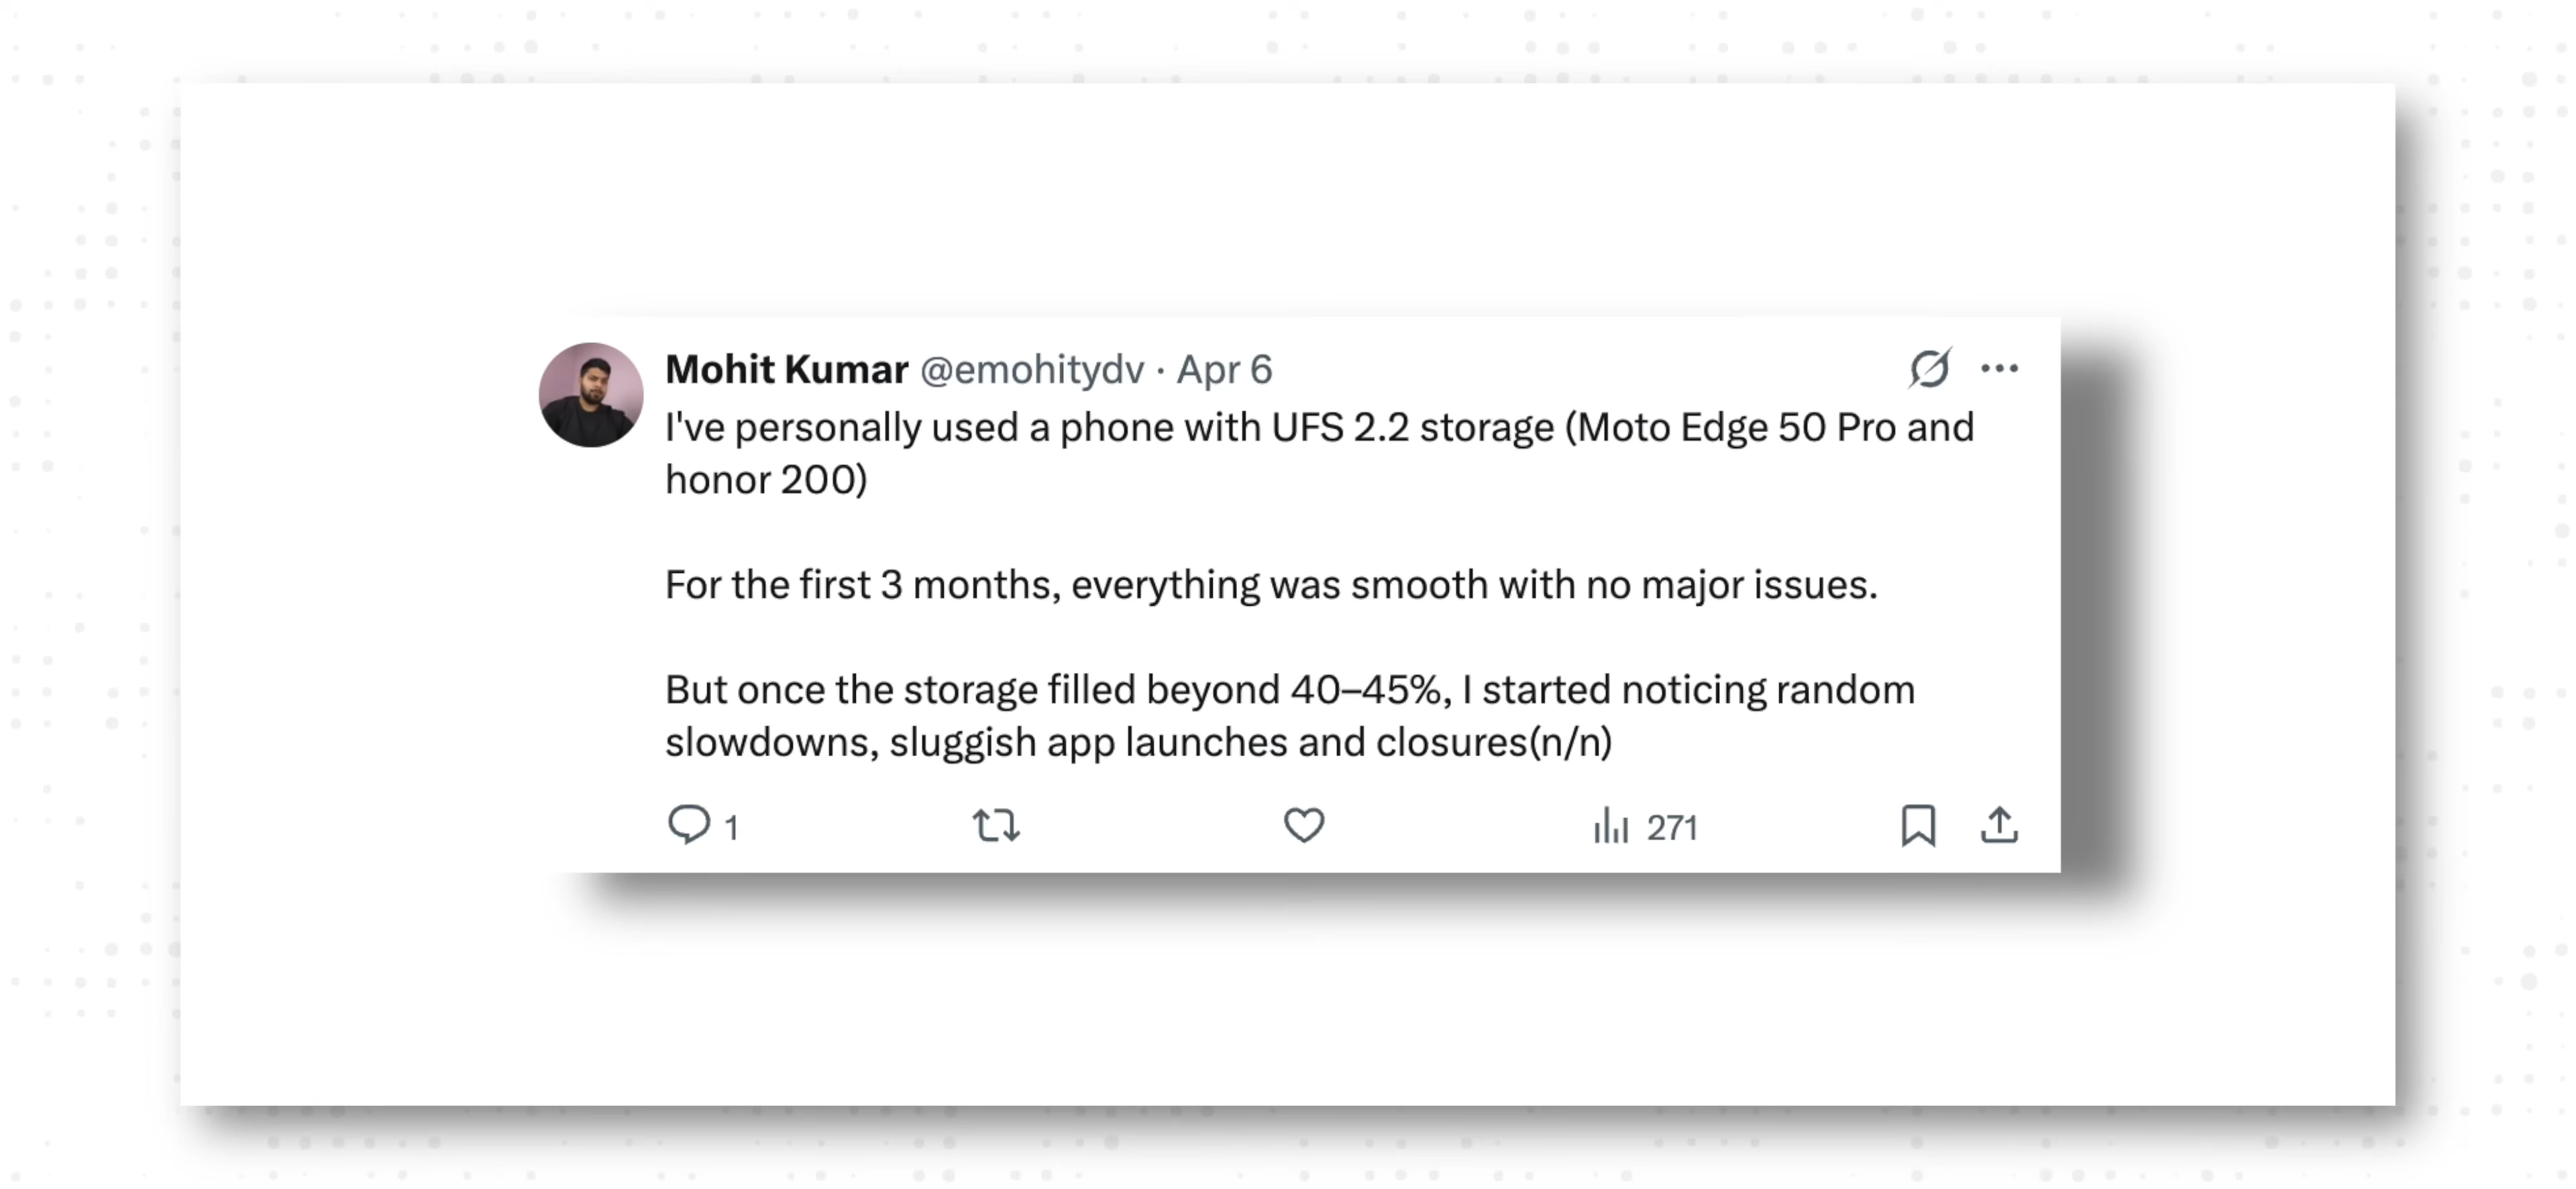 Mohit Kumar @emohitydv · Apr 6
I've personally used a phone with UFS 2.2 storage (Moto Edge 50 Pro and
honor 200)
For the first 3 months, everything was smooth with no major issues.
But once the storage filled beyond 40–45%, I started noticing random
slowdowns, sluggish app launches and closures(n/n)
1 271